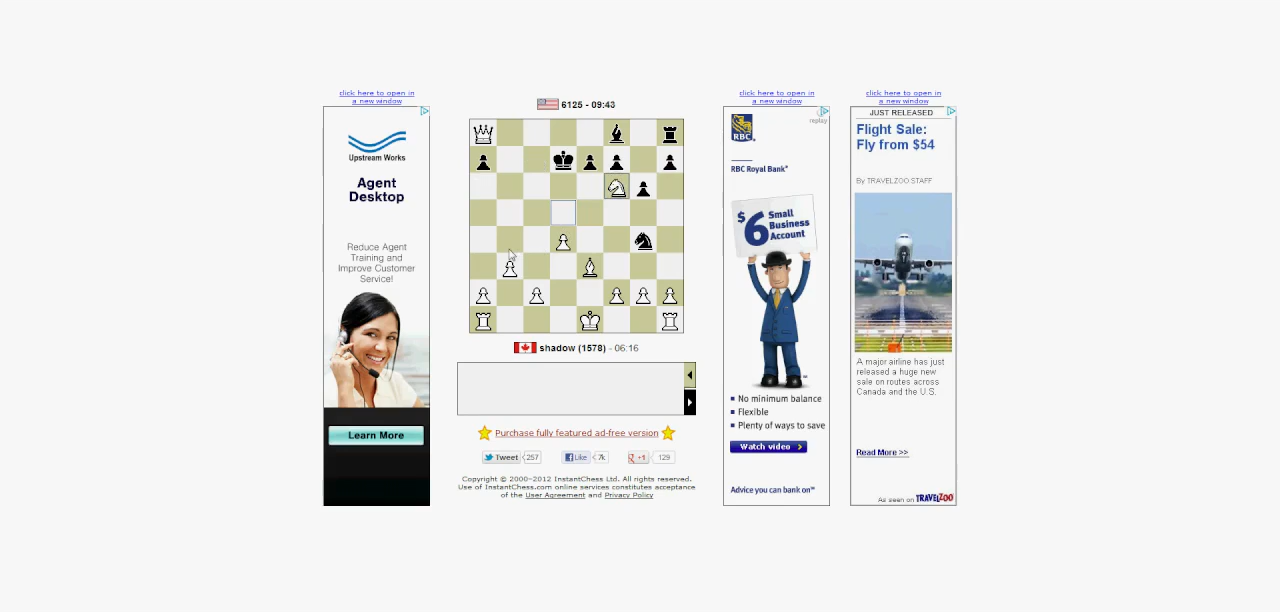 click here to open in
a new window
Upstream Works
Agent
Desktop
Reduce Agent
Training and
Improve Customer
Service!
Learn More
6125 - 09:43
shadow (1578) - 06:16
Purchase fully featured ad-free version
Tweet 257
Like 7k
+1 129
Copyright © 2000-2012 InstantChess Ltd. All rights reserved.
Use of InstantChess.com online services constitutes acceptance
of the User Agreement and Privacy Policy
click here to open in
a new window
replay
RBC
RBC Royal Bank®
$6 Small
Business
Account
No minimum balance
Flexible
Plenty of ways to save
Watch video >
Advice you can bank on™
click here to open in
a new window
JUST RELEASED
Flight Sale:
Fly from $54
By TRAVELZOO STAFF
A major airline has just
released a huge new
sale on routes across
Canada and the U.S.
Read More >>
As seen on TRAVELZOO